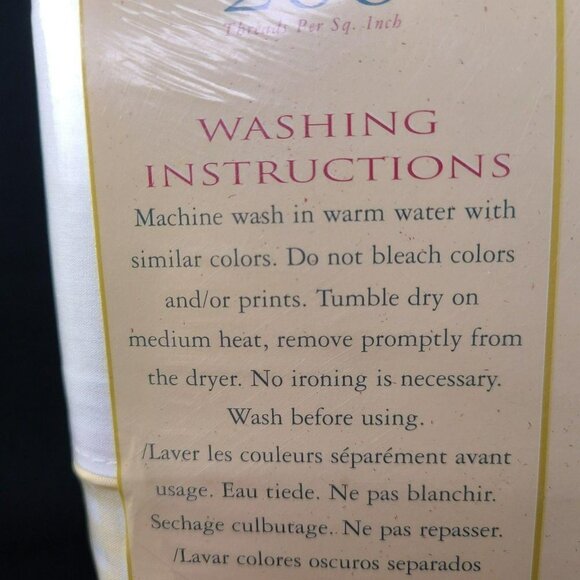 200
Threads Per Sq. Inch
WASHING
INSTRUCTIONS
Machine wash in warm water with
similar colors. Do not bleach colors
and/or prints. Tumble dry on
medium heat, remove promptly from
the dryer. No ironing is necessary.
Wash before using.
/Laver les couleurs séparément avant
usage. Eau tiede. Ne pas blanchir.
Sechage culbutage. Ne pas repasser.
/Lavar colores oscuros separados